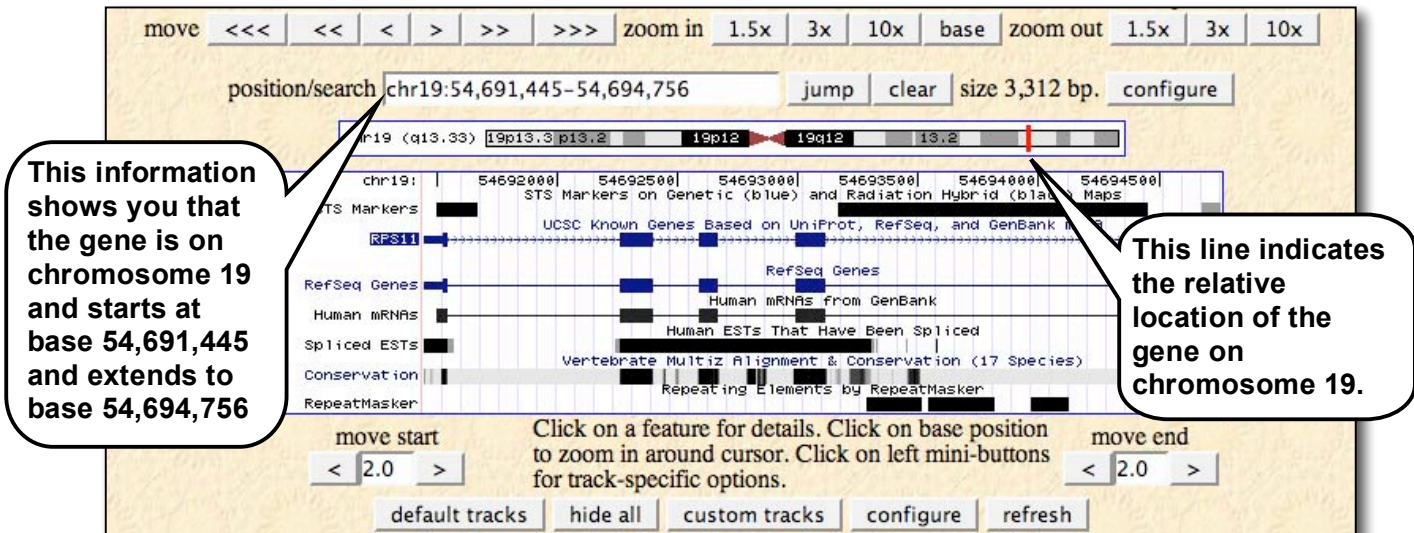 move <<< << < > >> >>> zoom in 1.5x 3x 10x base zoom out 1.5x 3x 10x
position/search chr19:54,691,445-54,694,756 jump clear size 3,312 bp. configure
(q13.33) 19p13.3 p13.2 19p12 19q12 13.2
This information
shows you that
the gene is on
chromosome 19
and starts at
base 54,691,445
and extends to
base 54,694,756
chr19: 54692000| 54692500| 54693000| 54693500| 54694000| 54694500|
STS Markers on Genetic (blue) and Radiation Hybrid (black) Maps
STS Markers
UCSC Known Genes Based on UniProt, RefSeq, and GenBank
RPS11
RefSeq Genes
RefSeq Genes
Human mRNAs from GenBank
Human mRNAs
Human ESTs That Have Been Spliced
Spliced ESTs
Vertebrate Multiz Alignment & Conservation (17 Species)
Conservation
Repeating Elements by RepeatMasker
RepeatMasker
This line indicates
the relative
location of the
gene on
chromosome 19.
move start
< 2.0 >
Click on a feature for details. Click on base position
to zoom in around cursor. Click on left mini-buttons
for track-specific options.
move end
< 2.0 >
default tracks hide all custom tracks configure refresh